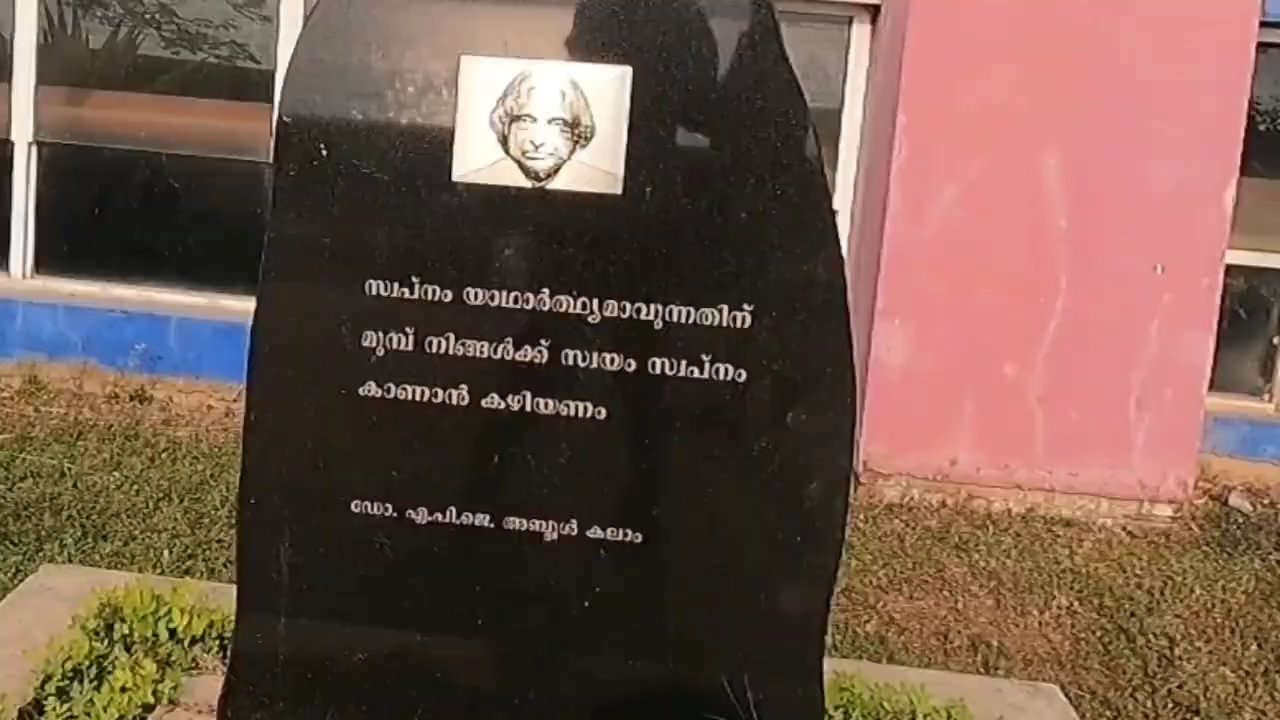 സ്വപ്നം യാഥാർത്ഥ്യമാവുന്നതിന്
മുമ്പ് നിങ്ങൾക്ക് സ്വയം സ്വപ്നം
കാണാൻ കഴിയണം
ഡോ. എ.പി.ജെ. അബ്ദുൾ കലാം